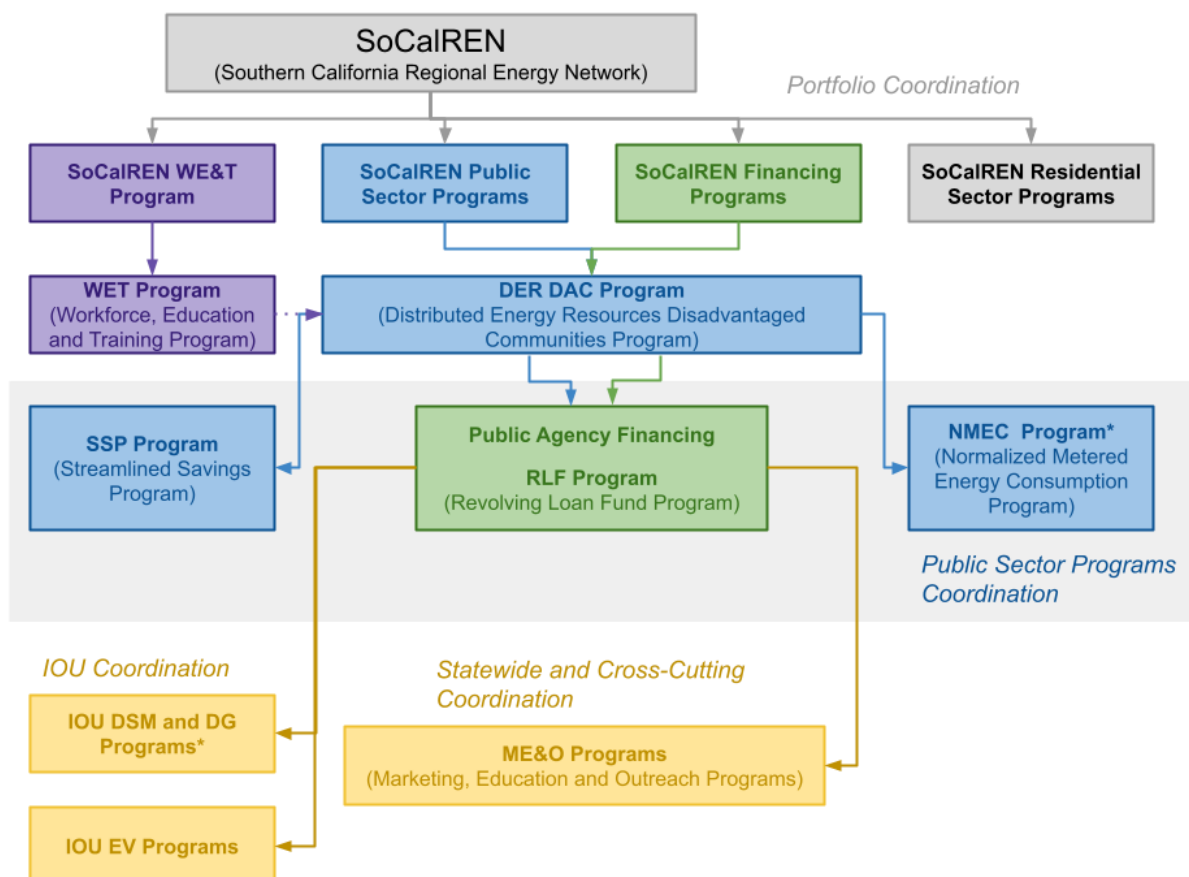 SoCalREN
(Southern California Regional Energy Network)
Portfolio Coordination
SoCalREN WE&T
Program
SoCalREN Public
Sector Programs
SoCalREN Financing
Programs
SoCalREN Residential
Sector Programs
WET Program
(Workforce, Education
and Training Program)
DER DAC Program
(Distributed Energy Resources Disadvantaged
Communities Program)
SSP Program
(Streamlined Savings
Program)
Public Agency Financing
RLF Program
(Revolving Loan Fund Program)
NMEC Program*
(Normalized Metered
Energy Consumption
Program)
Public Sector Programs
Coordination
IOU Coordination
Statewide and Cross-Cutting
Coordination
IOU DSM and DG
Programs*
ME&O Programs
(Marketing, Education and Outreach Programs)
IOU EV Programs